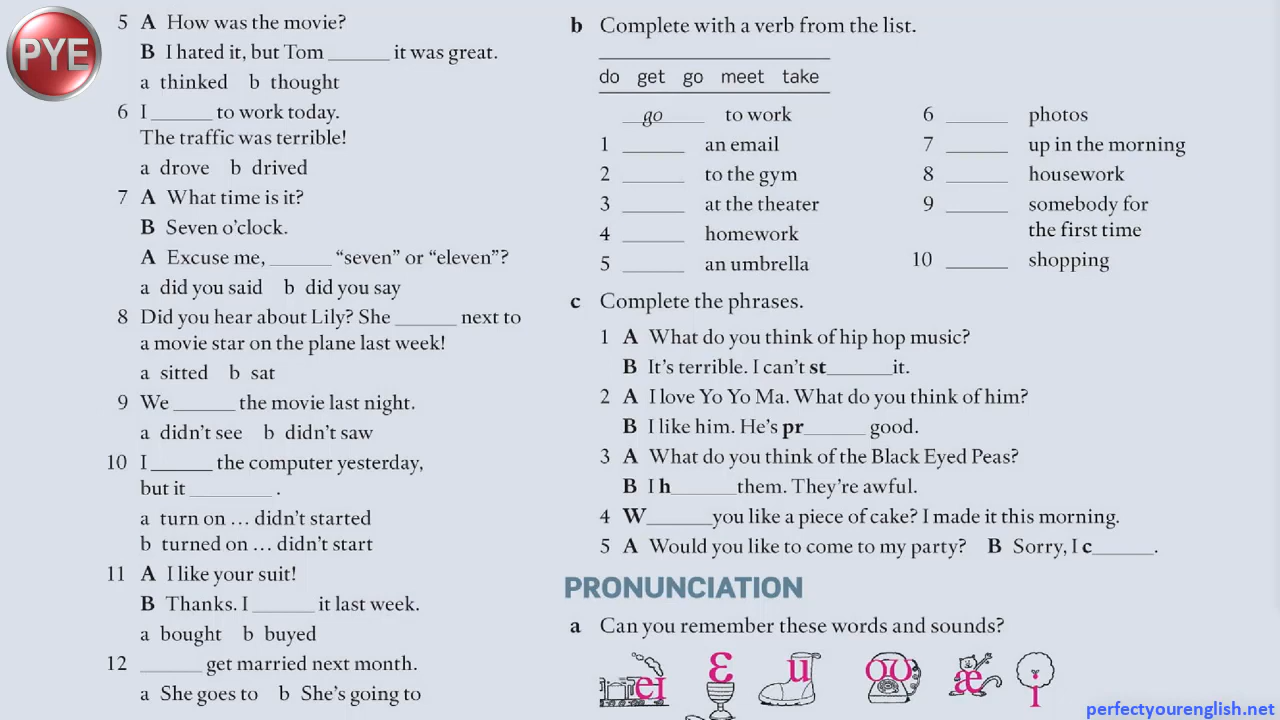 PYE
5 A How was the movie?
B I hated it, but Tom ______ it was great.
a thinked b thought
6 I ______ to work today.
The traffic was terrible!
a drove b drived
7 A What time is it?
B Seven o'clock.
A Excuse me, ______ “seven” or “eleven”?
a did you said b did you say
8 Did you hear about Lily? She ______ next to
a movie star on the plane last week!
a sitted b sat
9 We ______ the movie last night.
a didn't see b didn't saw
10 I ______ the computer yesterday,
but it ________ .
a turn on … didn't started
b turned on … didn't start
11 A I like your suit!
B Thanks. I ______ it last week.
a bought b buyed
12 ______ get married next month.
a She goes to b She's going to
b Complete with a verb from the list.
do get go meet take
go to work
1 ______ an email
2 ______ to the gym
3 ______ at the theater
4 ______ homework
5 ______ an umbrella
6 ______ photos
7 ______ up in the morning
8 ______ housework
9 ______ somebody for
the first time
10 ______ shopping
c Complete the phrases.
1 A What do you think of hip hop music?
B It's terrible. I can't st______it.
2 A I love Yo Yo Ma. What do you think of him?
B I like him. He's pr______ good.
3 A What do you think of the Black Eyed Peas?
B I h______them. They're awful.
4 W______you like a piece of cake? I made it this morning.
5 A Would you like to come to my party? B Sorry, I c______.
PRONUNCIATION
a Can you remember these words and sounds?
eɪ ɛ u oʊ æ i
perfectyourenglish.net